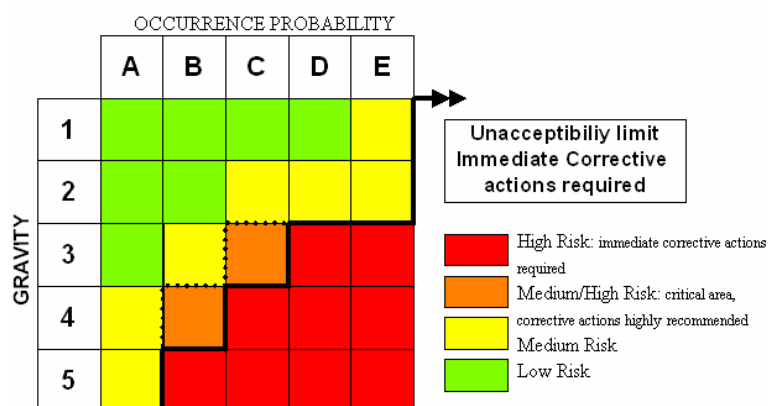 OCCURRENCE PROBABILITY
A B C D E
1
2
3
4
5
GRAVITY
Unacceptibiliy limit
Immediate Corrective
actions required
High Risk: immediate corrective actions
required
Medium/High Risk: critical area,
corrective actions highly recommended
Medium Risk
Low Risk